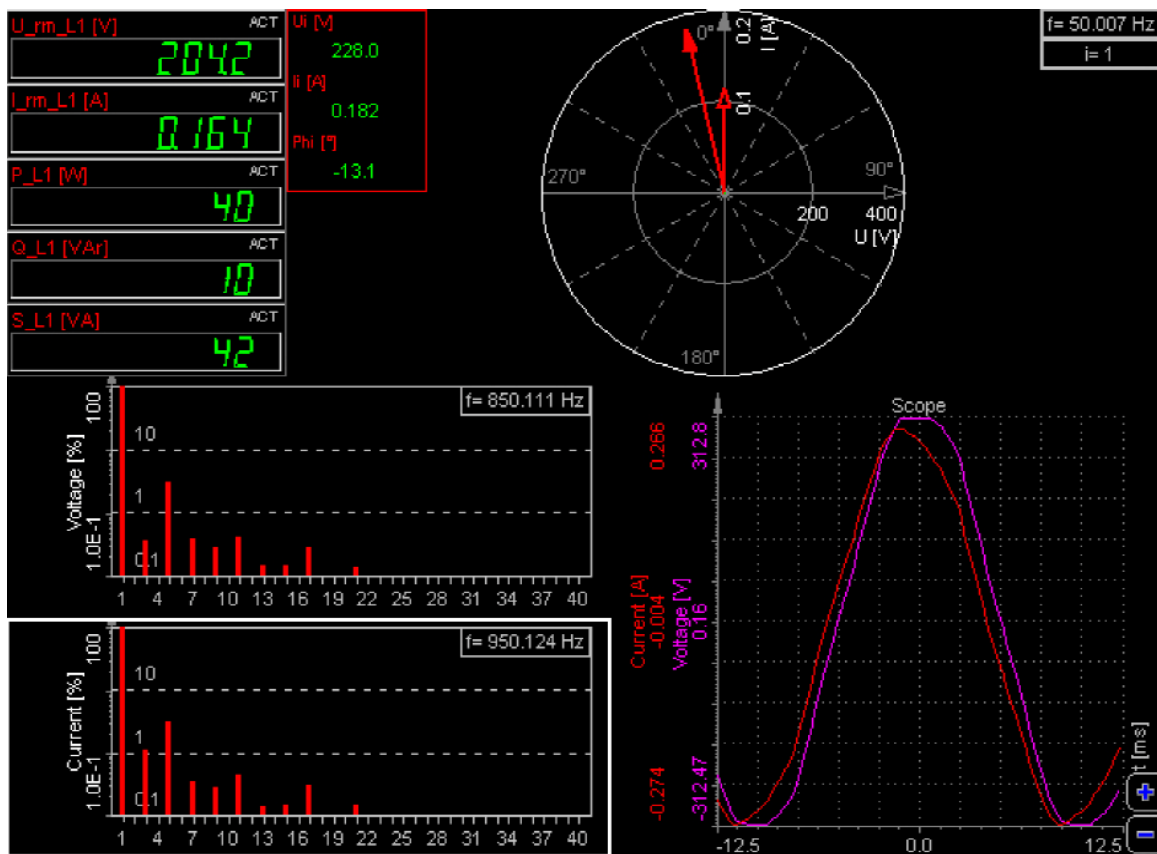 U_rm_L1 [V] ACT
204.2
I_rm_L1 [A] ACT
0.164
P_L1 [W] ACT
40
Q_L1 [VAr] ACT
10
S_L1 [VA] ACT
42
Ui [V]
228.0
Ii [A]
0.182
Phi [°]
-13.1
0°
90°
180°
270°
0.2
0.1
I [A]
200 400
U [V]
f= 50.007 Hz
i= 1
f= 850.111 Hz
Voltage [%]
100
10
1
0.1
1.0E-1
1 4 7 10 13 16 19 22 25 28 31 34 37 40
f= 950.124 Hz
Current [%]
100
10
1
0.1
1.0E-1
1 4 7 10 13 16 19 22 25 28 31 34 37 40
Scope
0.266
312.8
Current [A]
-0.004
Voltage [V]
0.16
-0.274
-312.47
t [ms]
-12.5 0.0 12.5
+
−